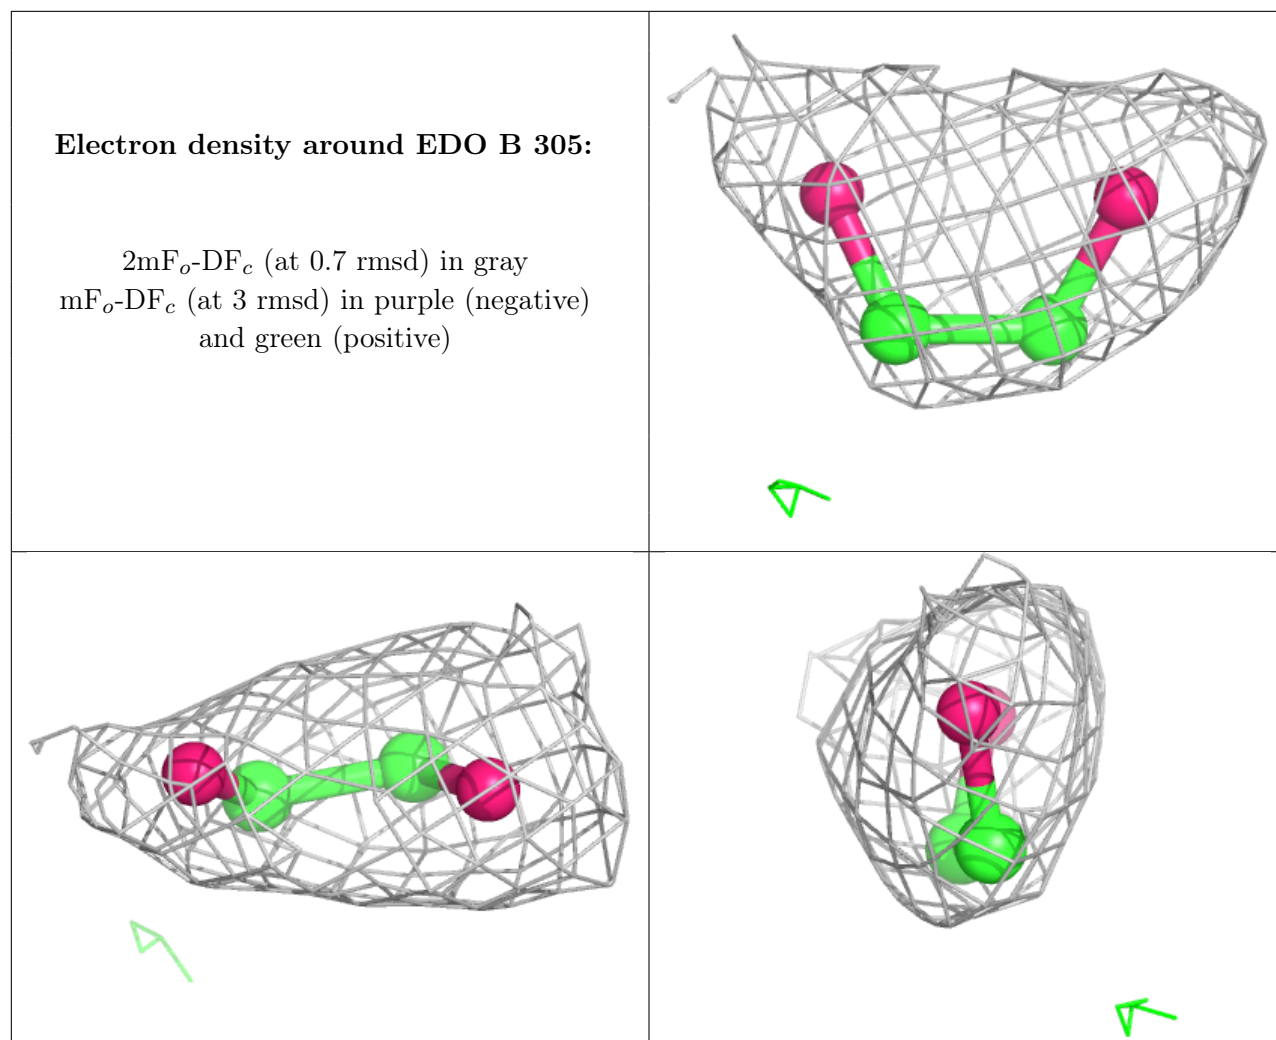 Electron density around EDO B 305:
2mFo-DFc (at 0.7 rmsd) in gray
mFo-DFc (at 3 rmsd) in purple (negative)
and green (positive)